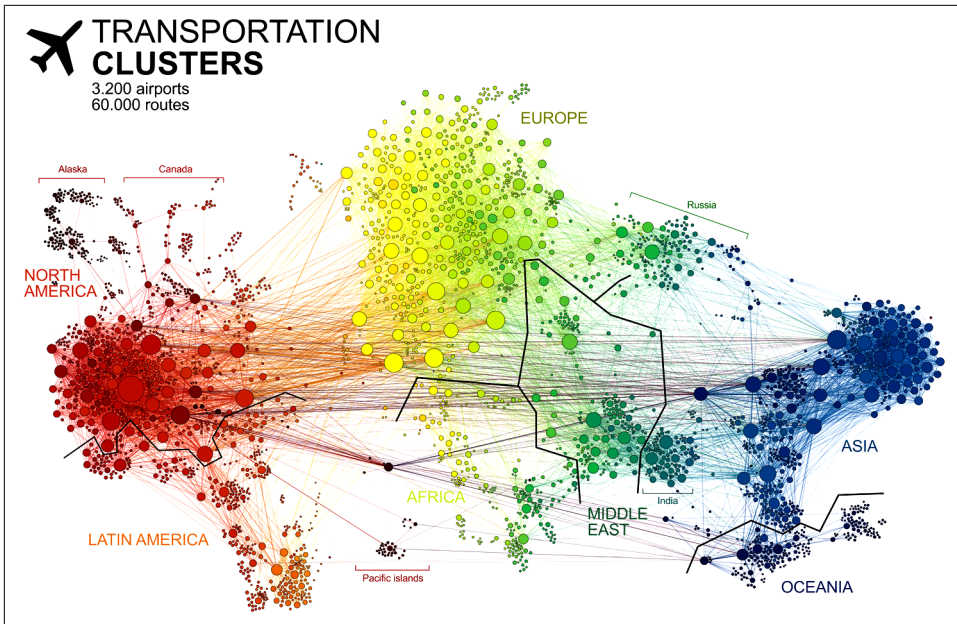 TRANSPORTATION
CLUSTERS
3.200 airports
60.000 routes
EUROPE
Alaska
Canada
Russia
NORTH
AMERICA
ASIA
AFRICA
India
MIDDLE
EAST
LATIN AMERICA
Pacific islands
OCEANIA